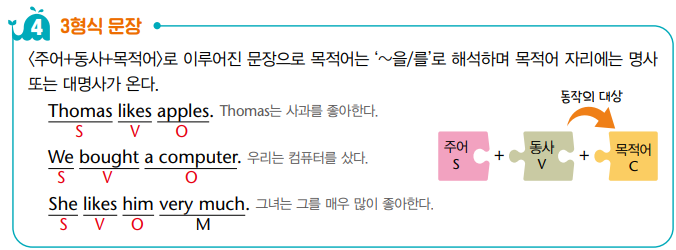 4 3형식 문장
〈주어+동사+목적어〉로 이루어진 문장으로 목적어는 ‘~을/를’로 해석하며 목적어 자리에는 명사
또는 대명사가 온다.
Thomas likes apples. Thomas는 사과를 좋아한다.
S V O
We bought a computer. 우리는 컴퓨터를 샀다.
S V O
She likes him very much. 그녀는 그를 매우 많이 좋아한다.
S V O M
동작의 대상
주어 + 동사 + 목적어
S V C